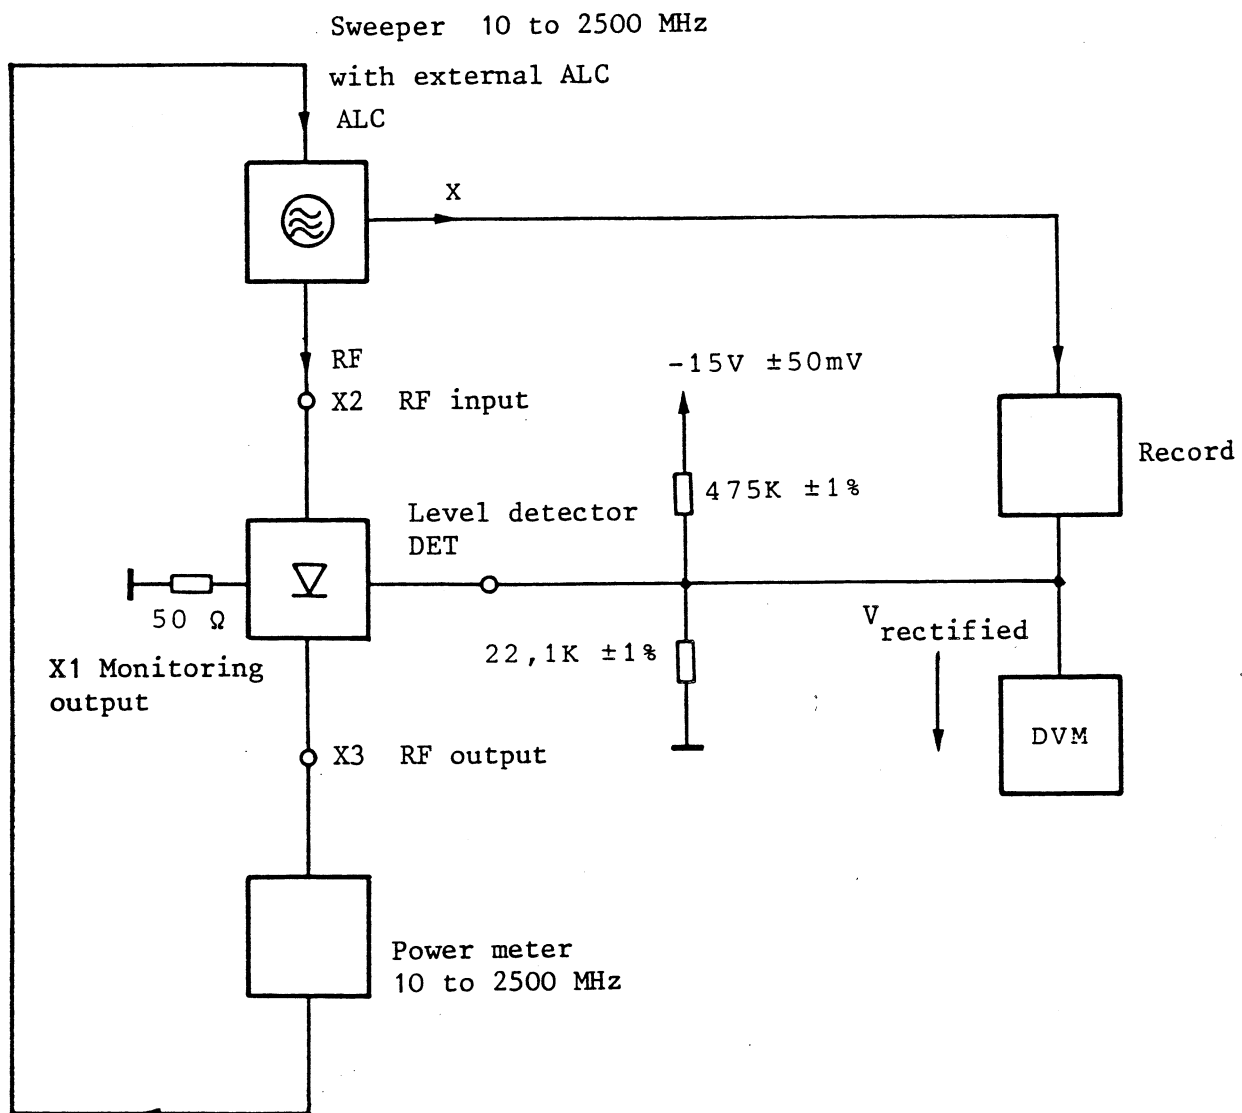 Sweeper 10 to 2500 MHz
with external ALC
ALC
X
RF
X2 RF input
-15V ±50mV
475K ±1%
Record
Level detector
DET
50 Ω
22,1K ±1%
V rectified
X1 Monitoring
output
DVM
X3 RF output
Power meter
10 to 2500 MHz